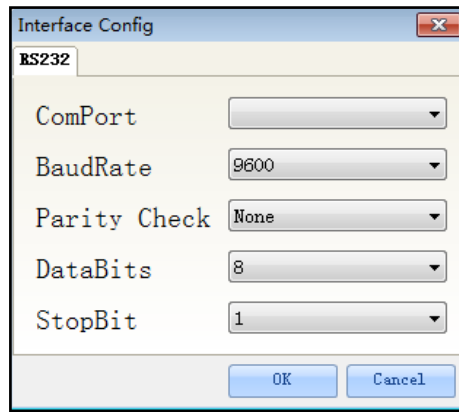 Interface Config
RS232
ComPort
BaudRate 9600
Parity Check None
DataBits 8
StopBit 1
OK Cancel